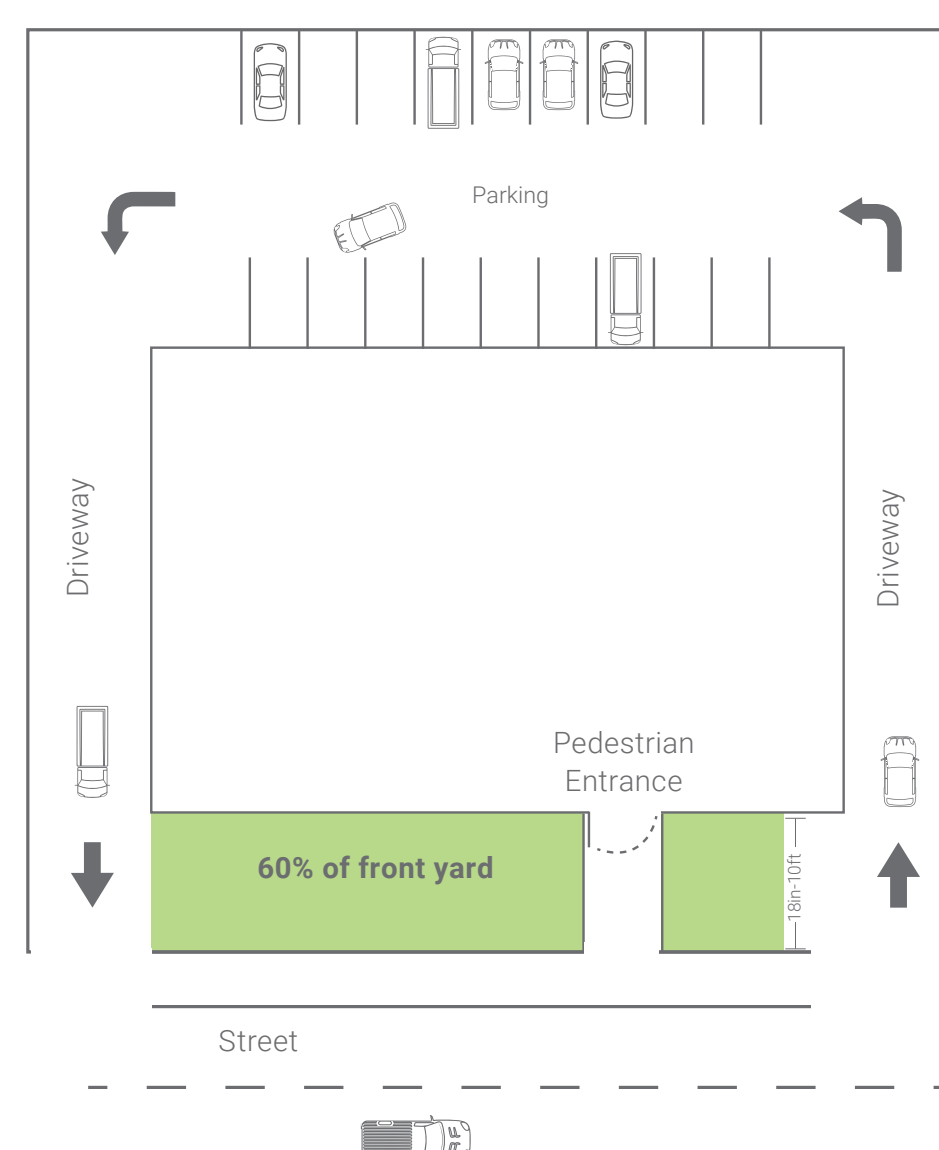 Parking
Driveway
Driveway
Pedestrian
Entrance
60% of front yard
18in-10ft
Street